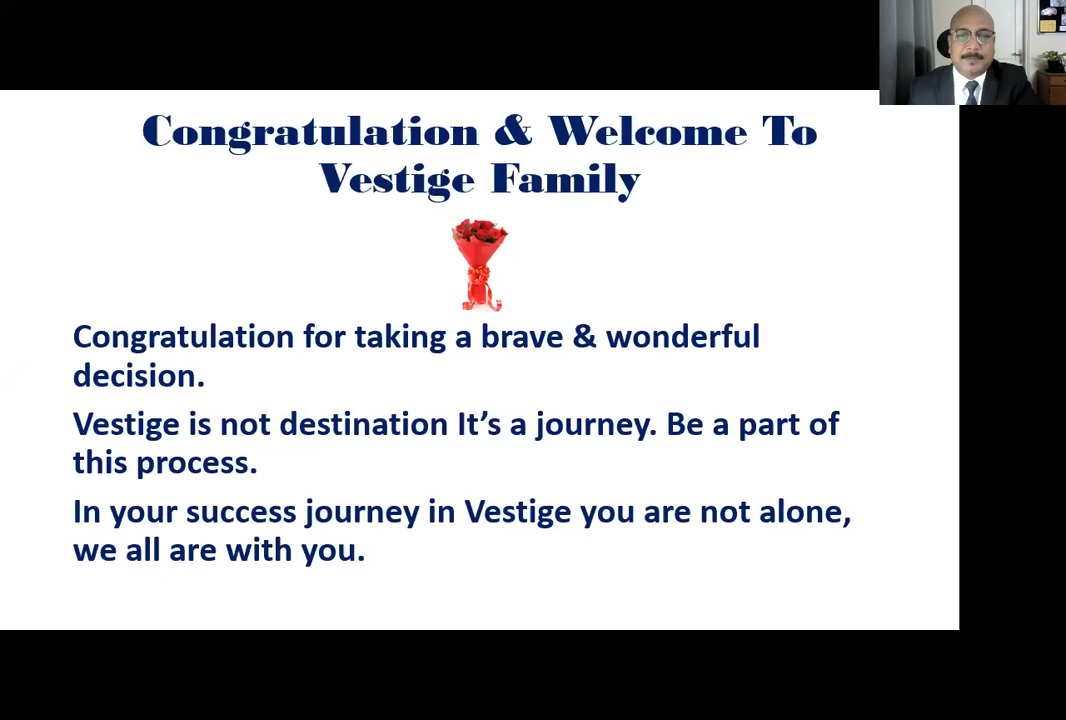 Congratulation & Welcome To
Vestige Family
Congratulation for taking a brave & wonderful
decision.
Vestige is not destination It’s a journey. Be a part of
this process.
In your success journey in Vestige you are not alone,
we all are with you.